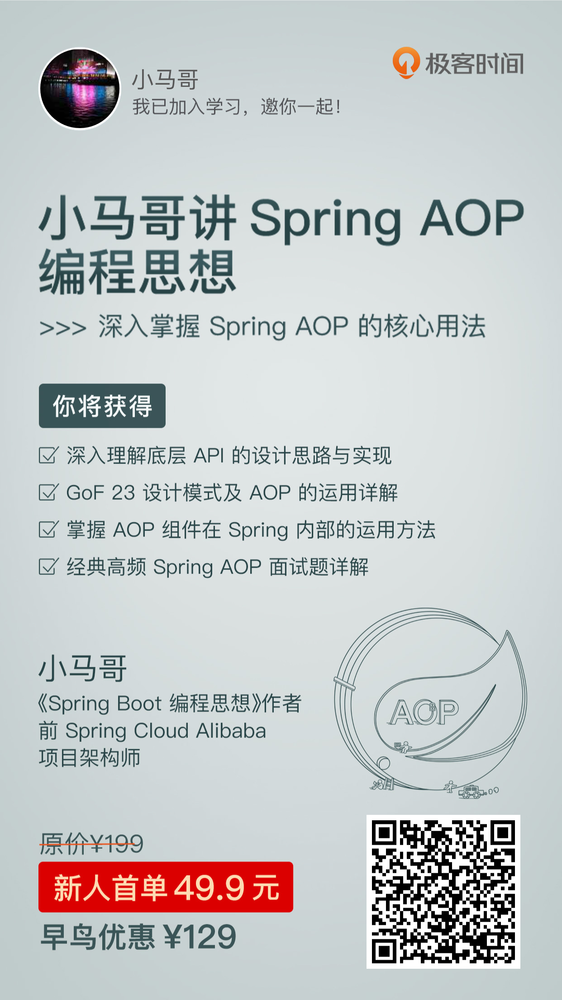 小马哥
我已加入学习，邀你一起！
极客时间
小马哥讲 Spring AOP
编程思想
>>> 深入掌握 Spring AOP 的核心用法
你将获得
深入理解底层 API 的设计思路与实现
GoF 23 设计模式及 AOP 的运用详解
掌握 AOP 组件在 Spring 内部的运用方法
经典高频 Spring AOP 面试题详解
小马哥
《Spring Boot 编程思想》作者
前 Spring Cloud Alibaba
项目架构师
AOP
原价¥199
新人首单 49.9 元
早鸟优惠 ¥129